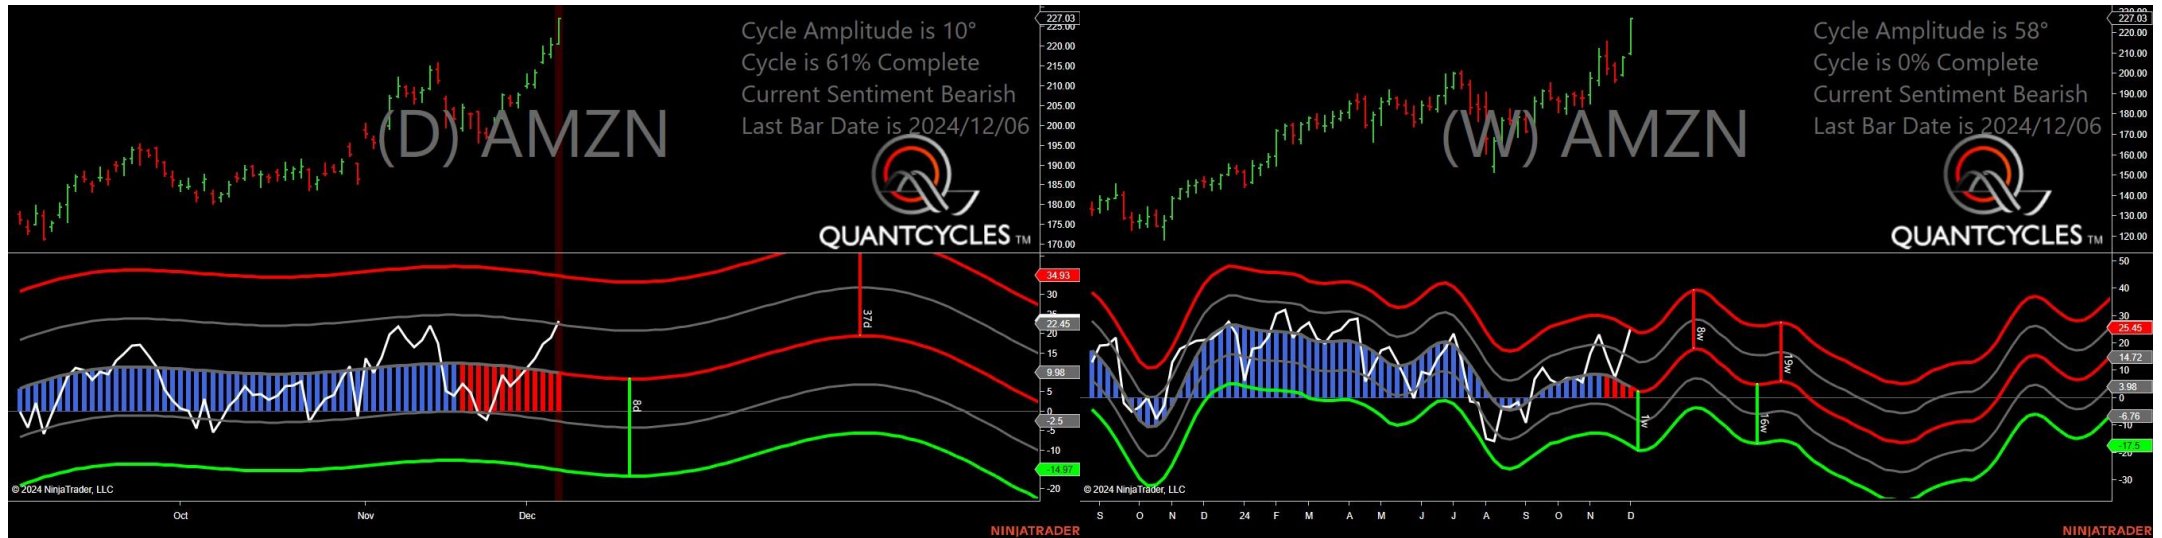 Cycle Amplitude is 10°
Cycle is 61% Complete
Current Sentiment Bearish
Last Bar Date is 2024/12/06
(D) AMZN
QUANTCYCLES TM
227.03
225.00
220.00
215.00
210.00
205.00
200.00
195.00
190.00
185.00
180.00
175.00
170.00
34.93
30
22.45
20
15
9.98
5
0
-2.5
-5
-10
-14.97
-20
37d
8d
© 2024 NinjaTrader, LLC
Oct Nov Dec
NINJATRADER
Cycle Amplitude is 58°
Cycle is 0% Complete
Current Sentiment Bearish
Last Bar Date is 2024/12/06
(W) AMZN
QUANTCYCLES TM
230.00
227.03
220.00
210.00
200.00
190.00
180.00
170.00
160.00
150.00
140.00
130.00
120.00
50
40
30
25.45
14.72
10
3.98
0
-6.76
-10
-17.5
-20
-30
8w
19w
1w
16w
© 2024 NinjaTrader, LLC
S O N D 24 F M A M J J A S O N D
NINJATRADER